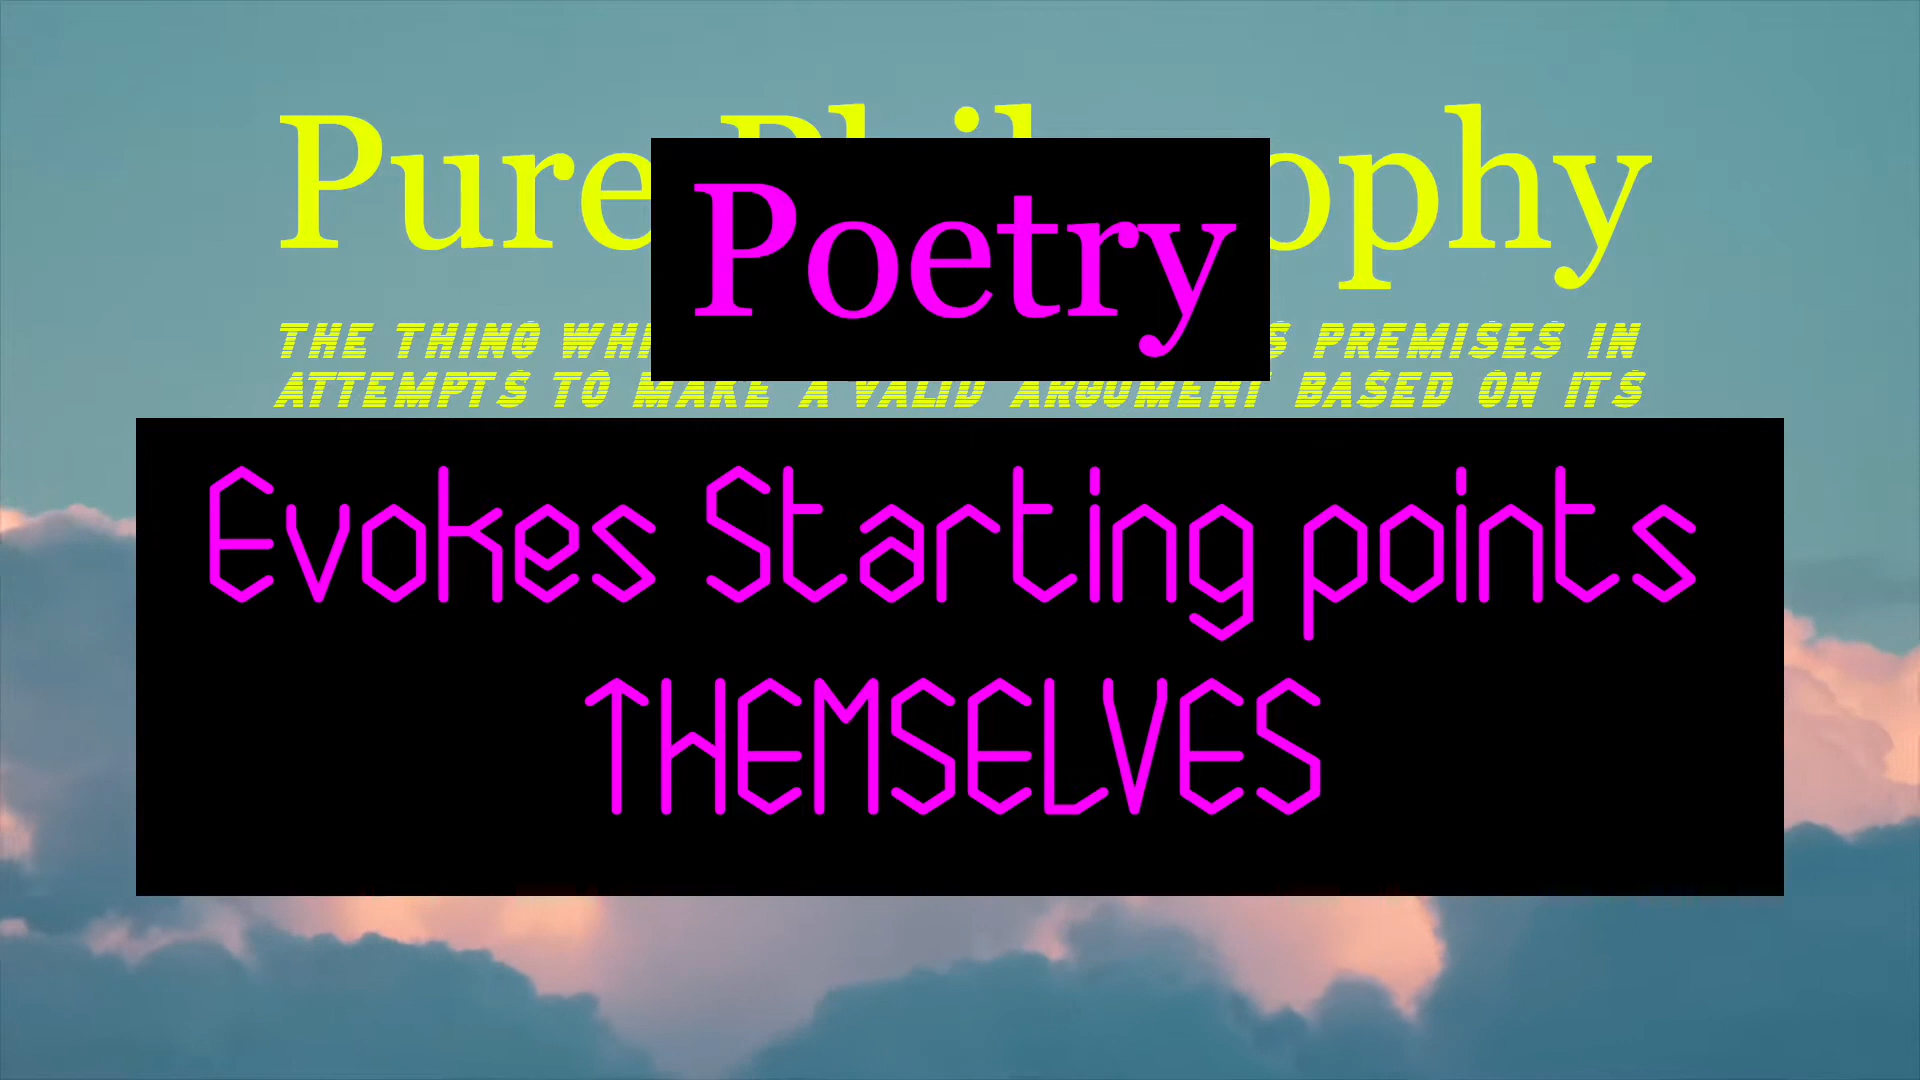 Pure
Poetry
THE THING PREMISES IN
ATTEMPTS TO MAKE A VALID ARGUMENT BASED ON ITS
Evokes Starting points
THEMSELVES